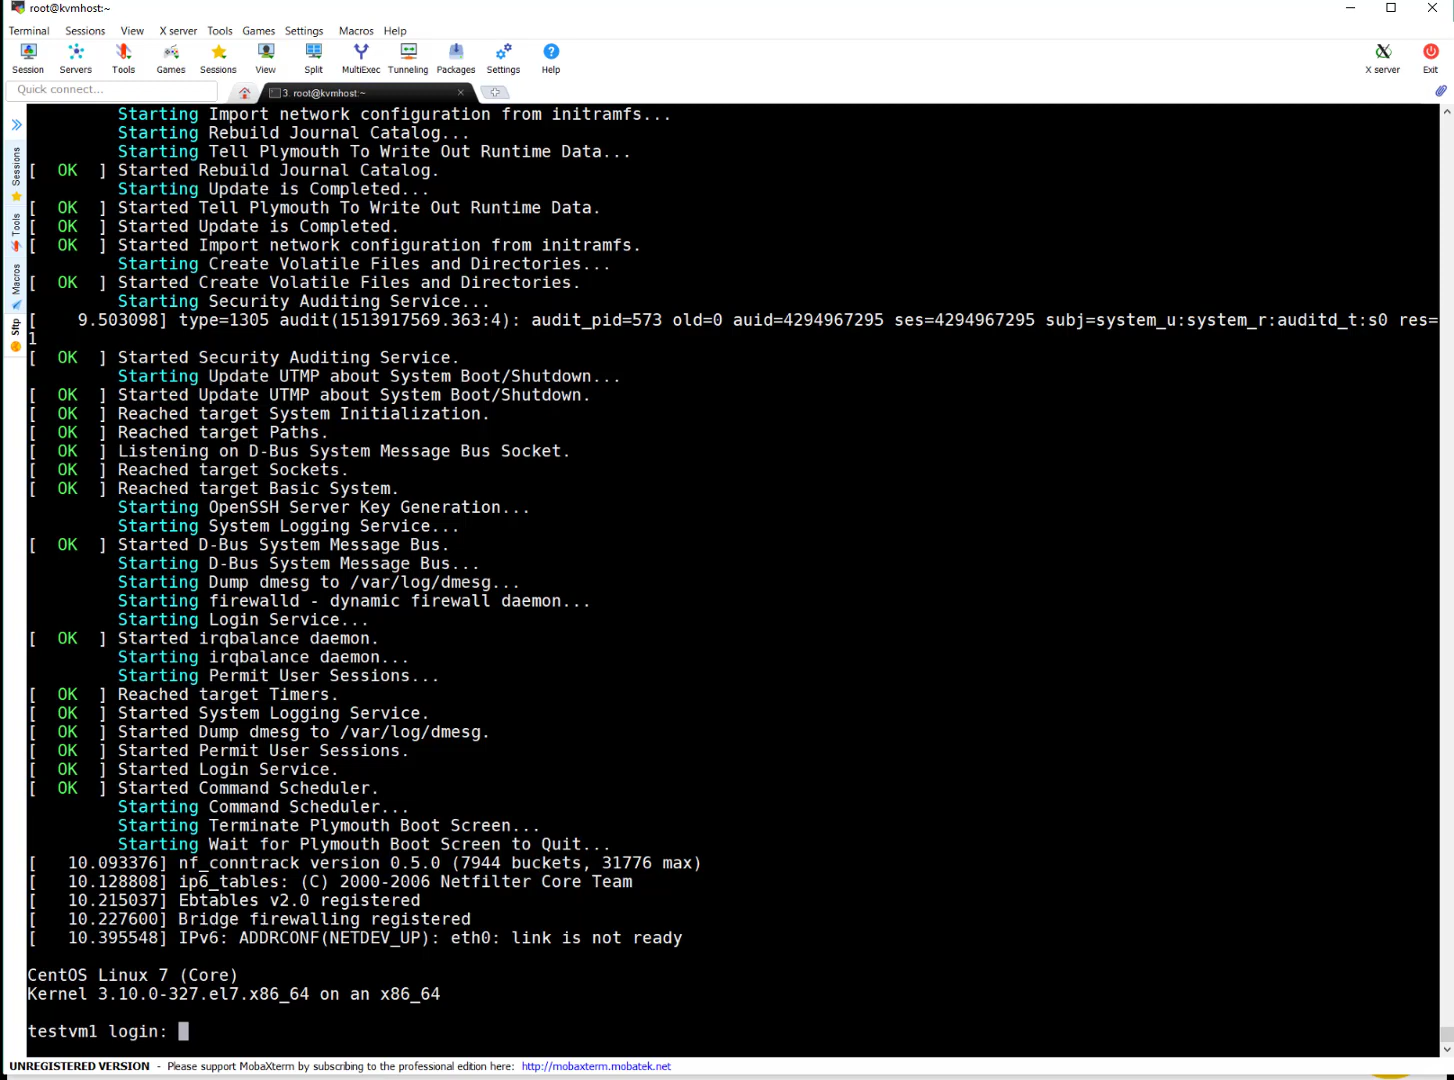 root@kvmhost:~
Terminal Sessions View X server Tools Games Settings Macros Help
Session Servers Tools Games Sessions View Split MultiExec Tunneling Packages Settings Help X server Exit
Quick connect...
3. root@kvmhost:~
Sessions
Tools
Macros
Sftp
Starting Import network configuration from initramfs...
Starting Rebuild Journal Catalog...
Starting Tell Plymouth To Write Out Runtime Data...
[  OK  ] Started Rebuild Journal Catalog.
Starting Update is Completed...
[  OK  ] Started Tell Plymouth To Write Out Runtime Data.
[  OK  ] Started Update is Completed.
[  OK  ] Started Import network configuration from initramfs.
Starting Create Volatile Files and Directories...
[  OK  ] Started Create Volatile Files and Directories.
Starting Security Auditing Service...
[    9.503098] type=1305 audit(1513917569.363:4): audit_pid=573 old=0 auid=4294967295 ses=4294967295 subj=system_u:system_r:auditd_t:s0 res=
1
[  OK  ] Started Security Auditing Service.
Starting Update UTMP about System Boot/Shutdown...
[  OK  ] Started Update UTMP about System Boot/Shutdown.
[  OK  ] Reached target System Initialization.
[  OK  ] Reached target Paths.
[  OK  ] Listening on D-Bus System Message Bus Socket.
[  OK  ] Reached target Sockets.
[  OK  ] Reached target Basic System.
Starting OpenSSH Server Key Generation...
Starting System Logging Service...
[  OK  ] Started D-Bus System Message Bus.
Starting D-Bus System Message Bus...
Starting Dump dmesg to /var/log/dmesg...
Starting firewalld - dynamic firewall daemon...
Starting Login Service...
[  OK  ] Started irqbalance daemon.
Starting irqbalance daemon...
Starting Permit User Sessions...
[  OK  ] Reached target Timers.
[  OK  ] Started System Logging Service.
[  OK  ] Started Dump dmesg to /var/log/dmesg.
[  OK  ] Started Permit User Sessions.
[  OK  ] Started Login Service.
[  OK  ] Started Command Scheduler.
Starting Command Scheduler...
Starting Terminate Plymouth Boot Screen...
Starting Wait for Plymouth Boot Screen to Quit...
[   10.093376] nf_conntrack version 0.5.0 (7944 buckets, 31776 max)
[   10.128808] ip6_tables: (C) 2000-2006 Netfilter Core Team
[   10.215037] Ebtables v2.0 registered
[   10.227600] Bridge firewalling registered
[   10.395548] IPv6: ADDRCONF(NETDEV_UP): eth0: link is not ready
CentOS Linux 7 (Core)
Kernel 3.10.0-327.el7.x86_64 on an x86_64
testvm1 login:
UNREGISTERED VERSION - Please support MobaXterm by subscribing to the professional edition here: http://mobaxterm.mobatek.net